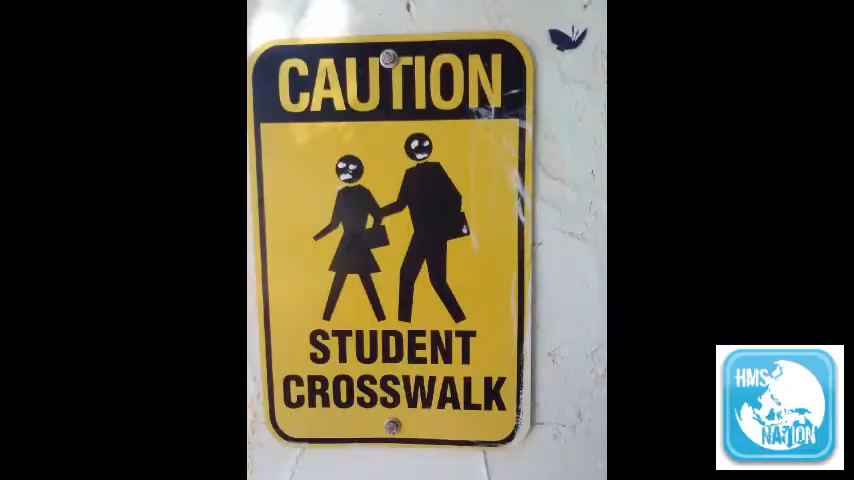 CAUTION
STUDENT
CROSSWALK
HMS
NATION